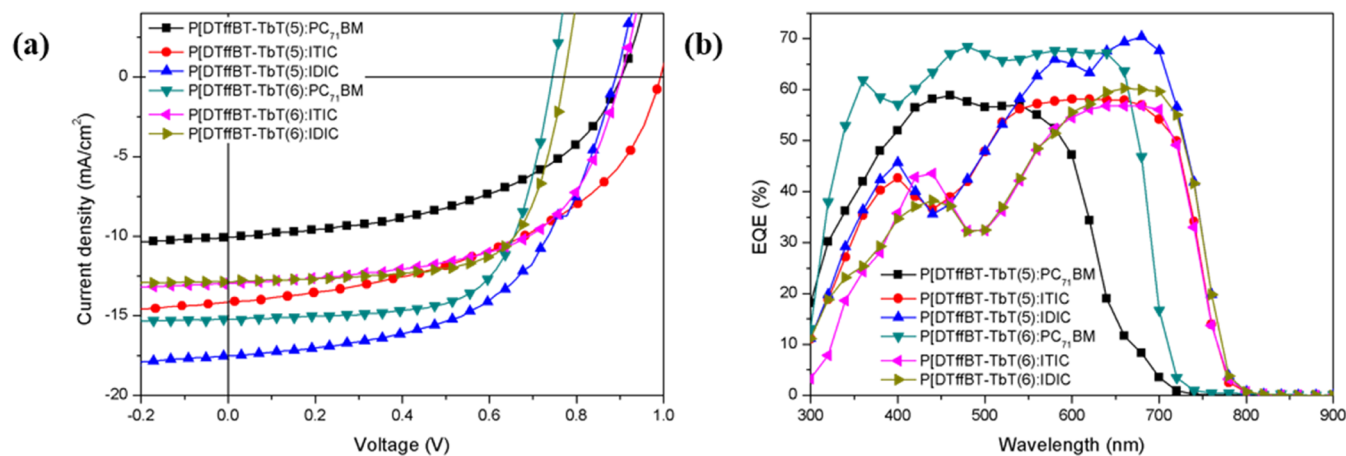 (a)
P[DTffBT-TbT(5):PC71BM
P[DTffBT-TbT(5):ITIC
P[DTffBT-TbT(5):IDIC
P[DTffBT-TbT(6):PC71BM
P[DTffBT-TbT(6):ITIC
P[DTffBT-TbT(6):IDIC
Current density (mA/cm²)
0
-5
-10
-15
-20
-0.2 0.0 0.2 0.4 0.6 0.8 1.0
Voltage (V)
(b)
EQE (%)
70
60
50
40
30
20
10
0
P[DTffBT-TbT(5):PC71BM
P[DTffBT-TbT(5):ITIC
P[DTffBT-TbT(5):IDIC
P[DTffBT-TbT(6):PC71BM
P[DTffBT-TbT(6):ITIC
P[DTffBT-TbT(6):IDIC
300 400 500 600 700 800 900
Wavelength (nm)